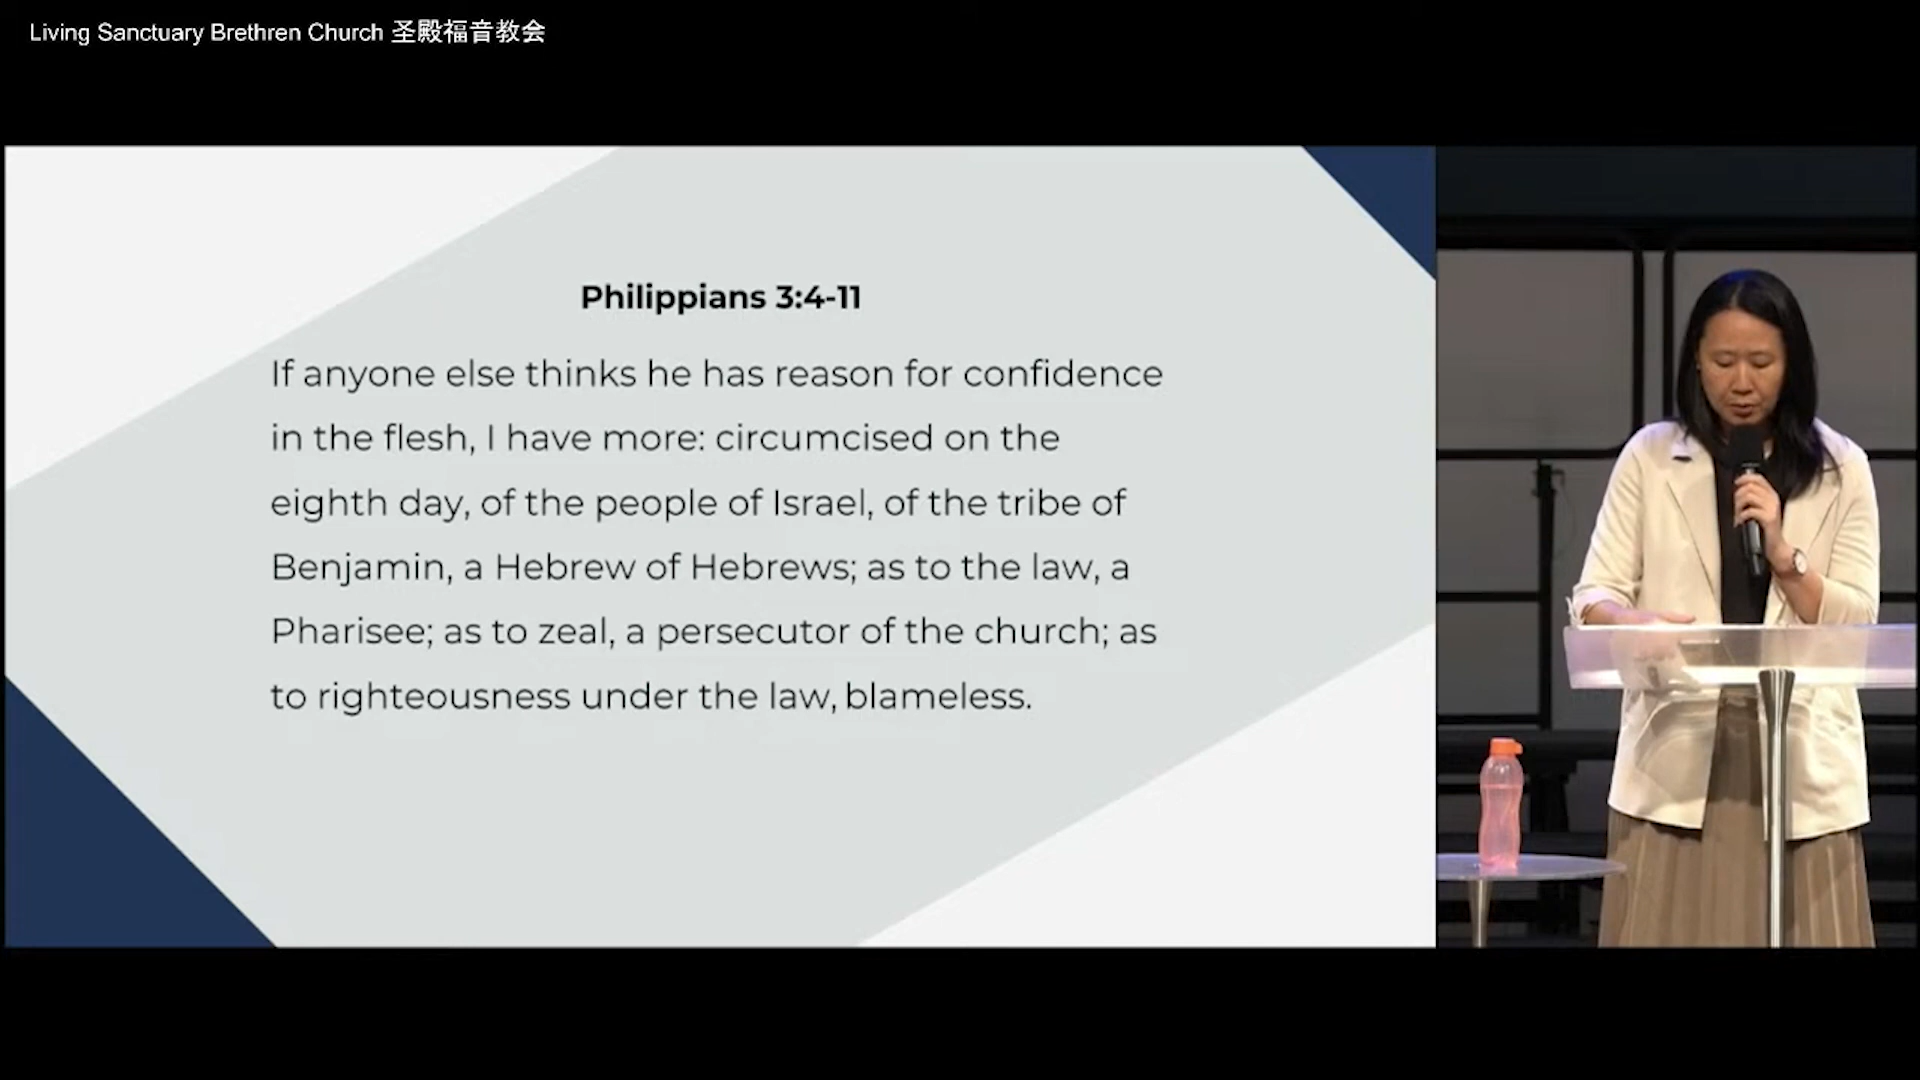 Living Sanctuary Brethren Church 圣殿福音教会
Philippians 3:4-11
If anyone else thinks he has reason for confidence
in the flesh, I have more: circumcised on the
eighth day, of the people of Israel, of the tribe of
Benjamin, a Hebrew of Hebrews; as to the law, a
Pharisee; as to zeal, a persecutor of the church; as
to righteousness under the law, blameless.